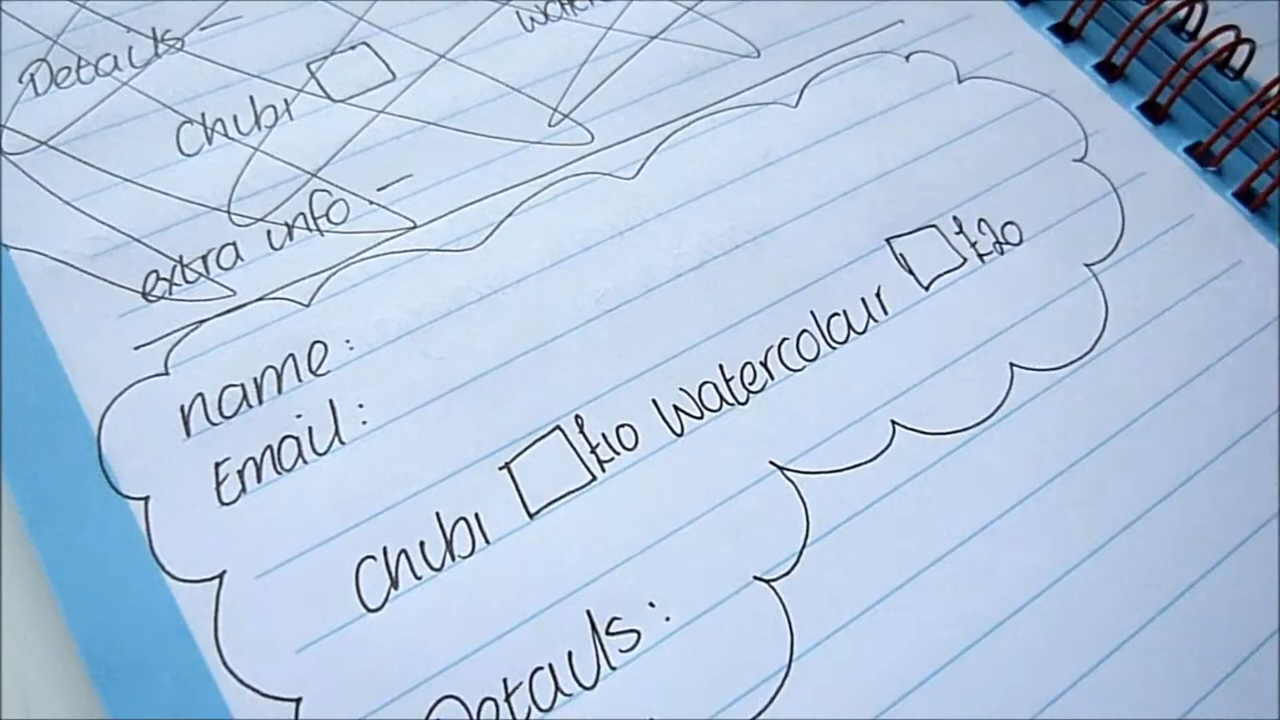 Details -
Chibi
extra info -
name:
Email:
Chibi £10 Watercolour £20
Details: